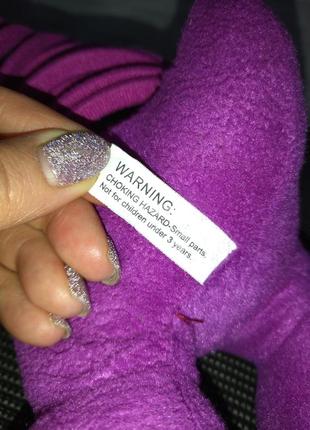 WARNING:
CHOKING HAZARD-Small parts.
Not for children under 3 years.